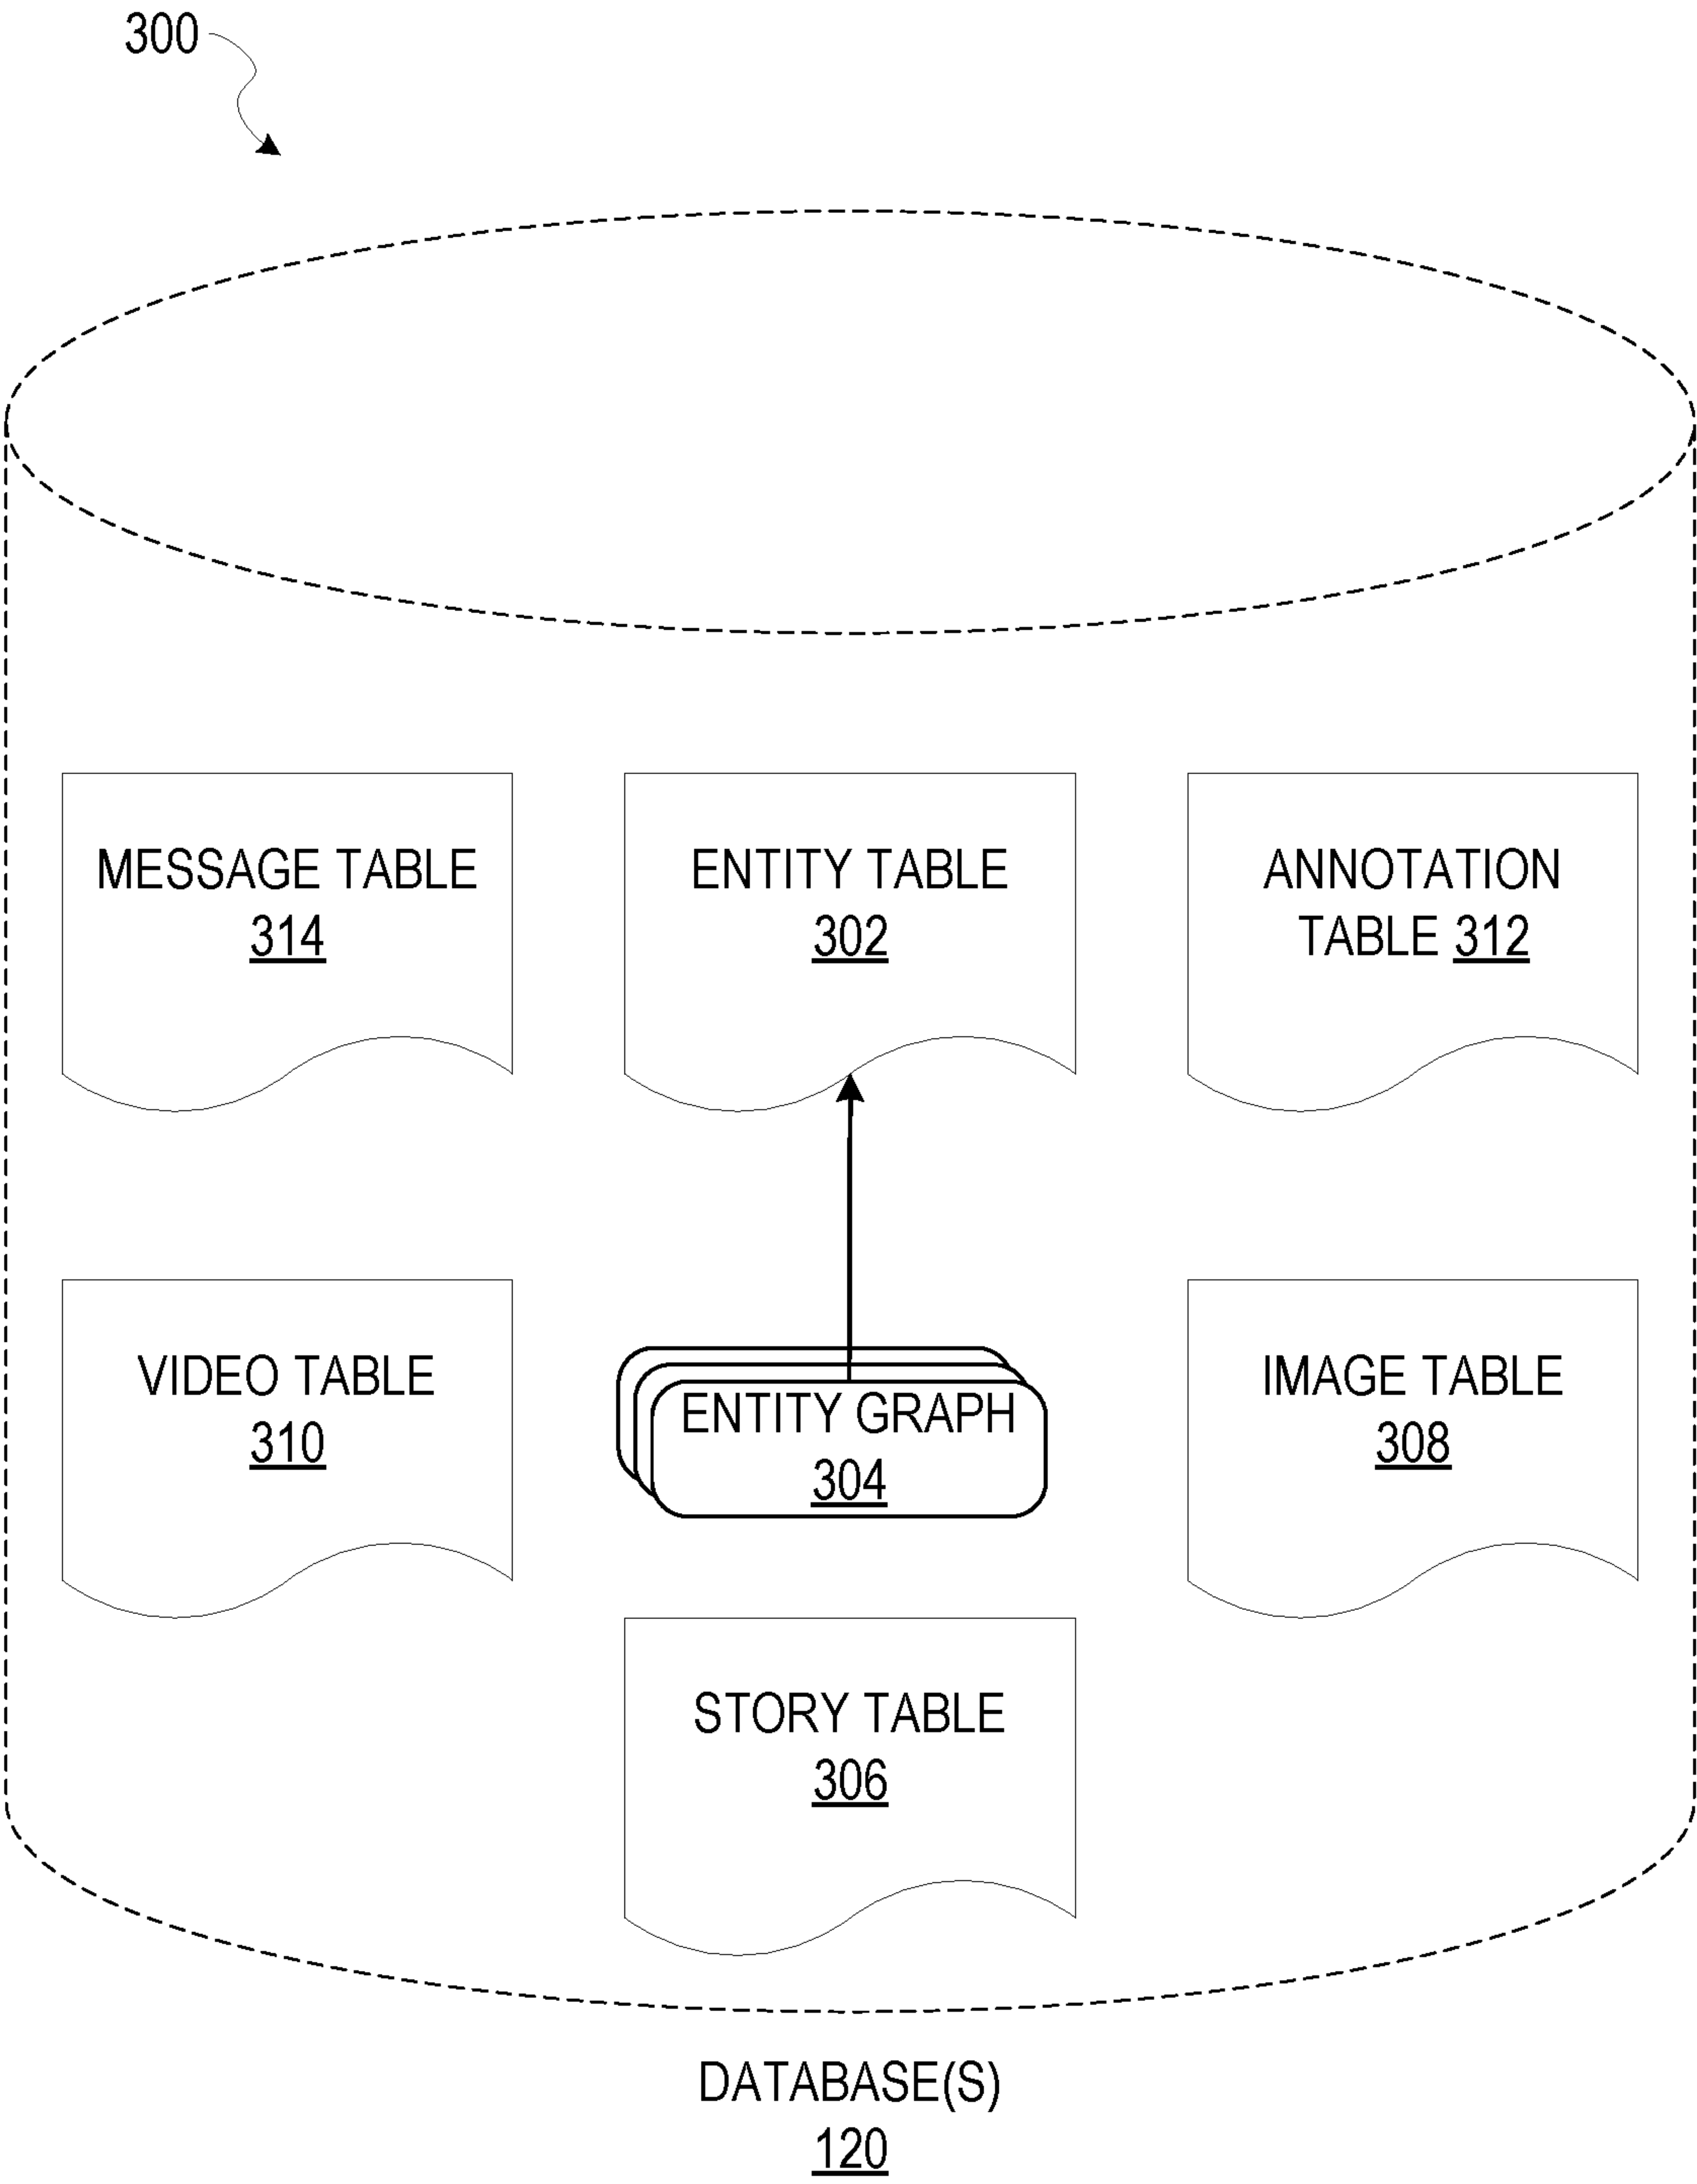 300
MESSAGE TABLE
314
ENTITY TABLE
302
ANNOTATION
TABLE 312
VIDEO TABLE
310
ENTITY GRAPH
304
IMAGE TABLE
308
STORY TABLE
306
DATABASE(S)
120